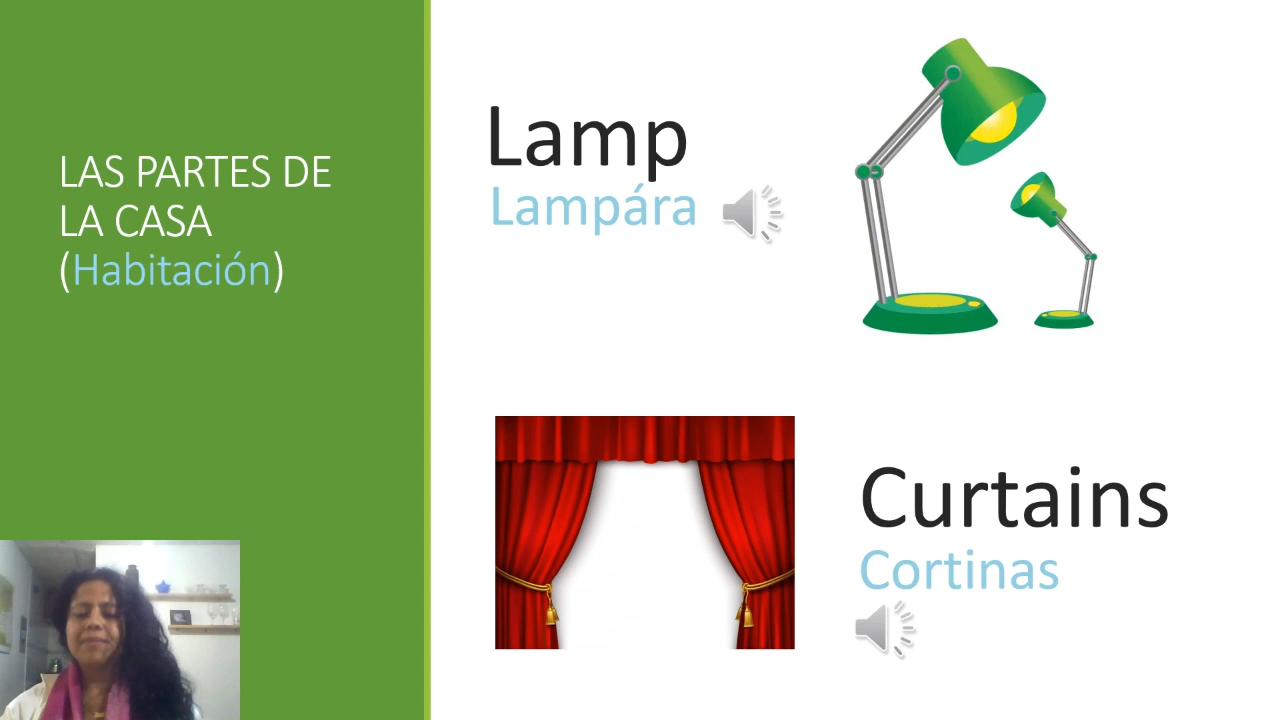 LAS PARTES DE
LA CASA
(Habitación)
Lamp
Lampára
Curtains
Cortinas